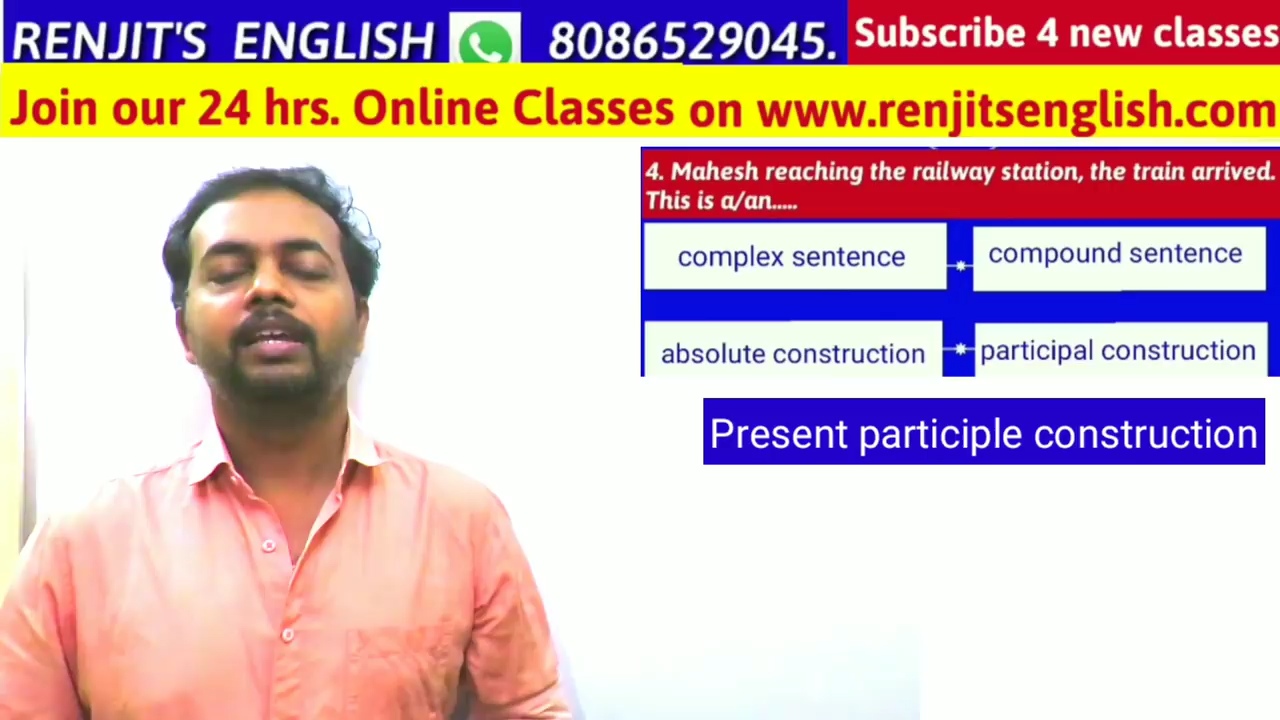 RENJIT'S ENGLISH 8086529045. Subscribe 4 new classes
Join our 24 hrs. Online Classes on www.renjitsenglish.com
4. Mahesh reaching the railway station, the train arrived.
This is a/an.....
complex sentence
compound sentence
absolute construction
participal construction
Present participle construction